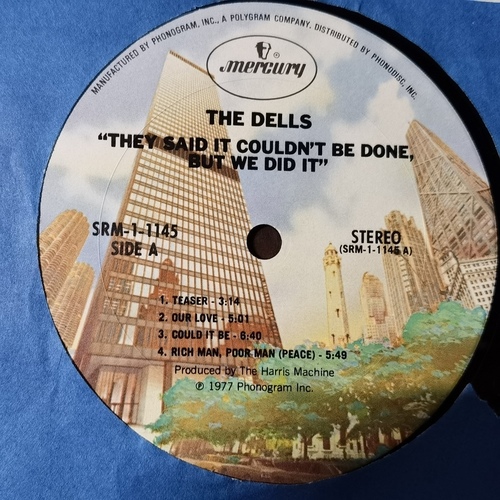 MANUFACTURED BY PHONOGRAM, INC., A POLYGRAM COMPANY, DISTRIBUTED BY PHONODISC, INC.
mercury ®
THE DELLS
"THEY SAID IT COULDN'T BE DONE,
BUT WE DID IT"
SRM-1-1145
SIDE A
STEREO
(SRM-1-1145 A)
1. TEASER - 3:14
2. OUR LOVE - 5:01
3. COULD IT BE - 6:40
4. RICH MAN, POOR MAN (PEACE) - 5:49
Produced by The Harris Machine
℗ 1977 Phonogram Inc.